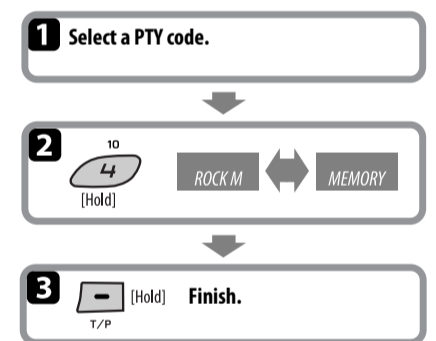 1 Select a PTY code.
2
10
4
[Hold]
ROCK M
MEMORY
3
[Hold] Finish.
T/P